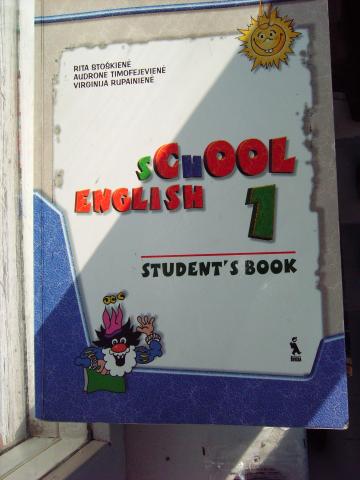 RITA STOŠKIENĖ
AUDRONĖ TIMOFEJEVIENĖ
VIRGINIJA RUPAINIENĖ
SCHOOL
ENGLISH 1
STUDENT'S BOOK